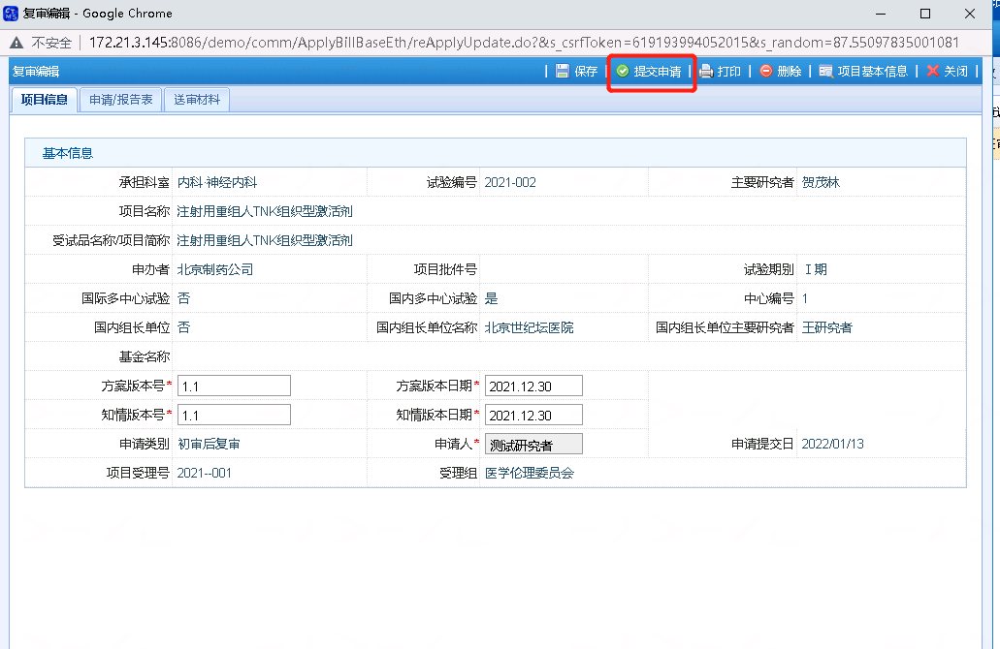 复审编辑 - Google Chrome
不安全 | 172.21.3.145:8086/demo/comm/ApplyBillBaseEth/reApplyUpdate.do?&s_csrfToken=619193994052015&s_random=87.55097835001081
复审编辑 | 保存 | 提交申请 | 打印 | 删除 | 项目基本信息 | 关闭 |
项目信息 申请/报告表 送审材料
基本信息
承担科室 内科-神经内科 试验编号 2021-002 主要研究者 贺茂林
项目名称 注射用重组人TNK组织型激活剂
受试品名称/项目简称 注射用重组人TNK组织型激活剂
申办者 北京制药公司 项目批件号 试验期别 Ⅰ期
国际多中心试验 否 国内多中心试验 是 中心编号 1
国内组长单位 否 国内组长单位名称 北京世纪坛医院 国内组长单位主要研究者 王研究者
基金名称
方案版本号* 1.1 方案版本日期* 2021.12.30
知情版本号* 1.1 知情版本日期* 2021.12.30
申请类别 初审后复审 申请人* 测试研究者 申请提交日 2022/01/13
项目受理号 2021--001 受理组 医学伦理委员会